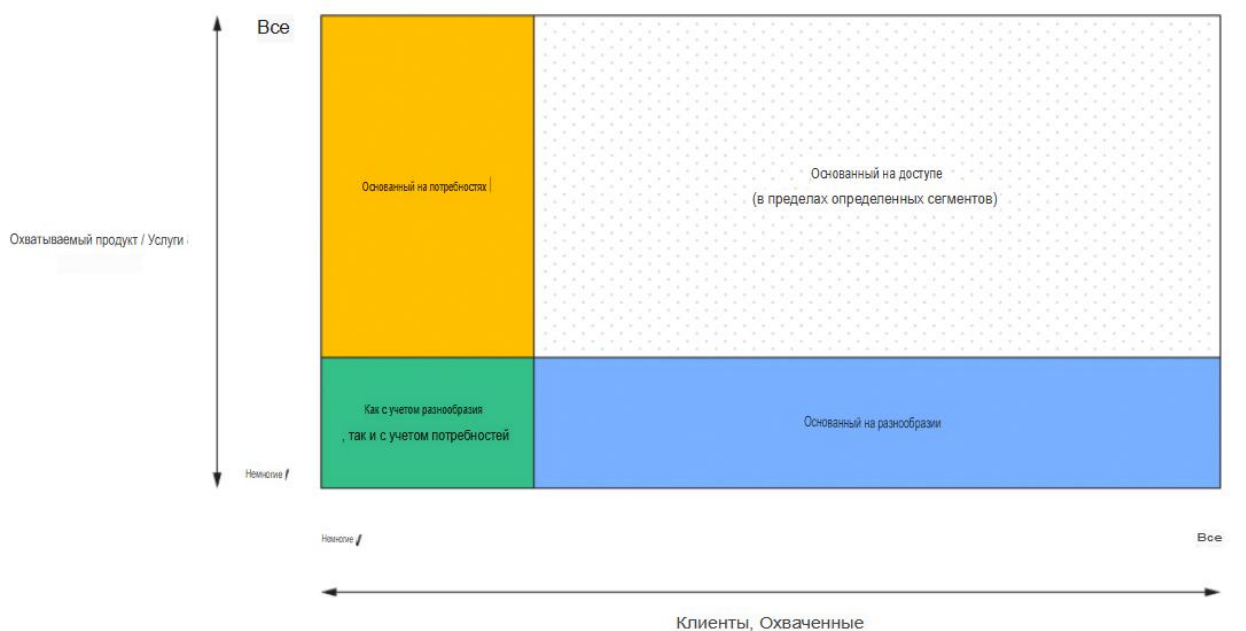 Все
Основанный на потребностях
Основанный на доступе
(в пределах определенных сегментов)
Охватываемый продукт / Услуги
Как с учетом разнообразия
, так и с учетом потребностей
Основанный на разнообразии
Немногие
Немногие
Все
Клиенты, Охваченные